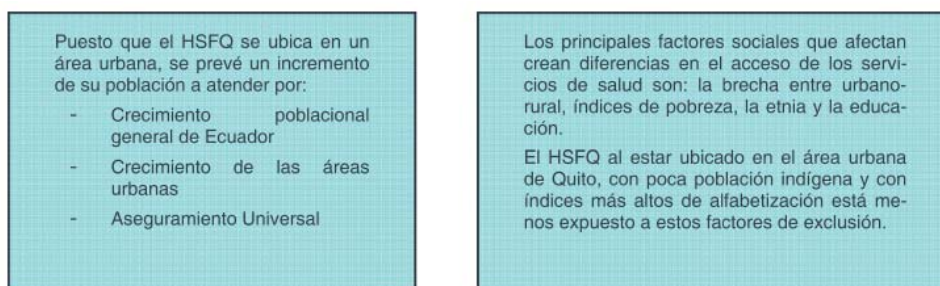 Puesto que el HSFQ se ubica en un
área urbana, se prevé un incremento
de su población a atender por:
- Crecimiento poblacional
general de Ecuador
- Crecimiento de las áreas
urbanas
- Aseguramiento Universal
Los principales factores sociales que afectan
crean diferencias en el acceso de los servi-
cios de salud son: la brecha entre urbano-
rural, índices de pobreza, la etnia y la educa-
ción.
El HSFQ al estar ubicado en el área urbana
de Quito, con poca población indígena y con
índices más altos de alfabetización está me-
nos expuesto a estos factores de exclusión.